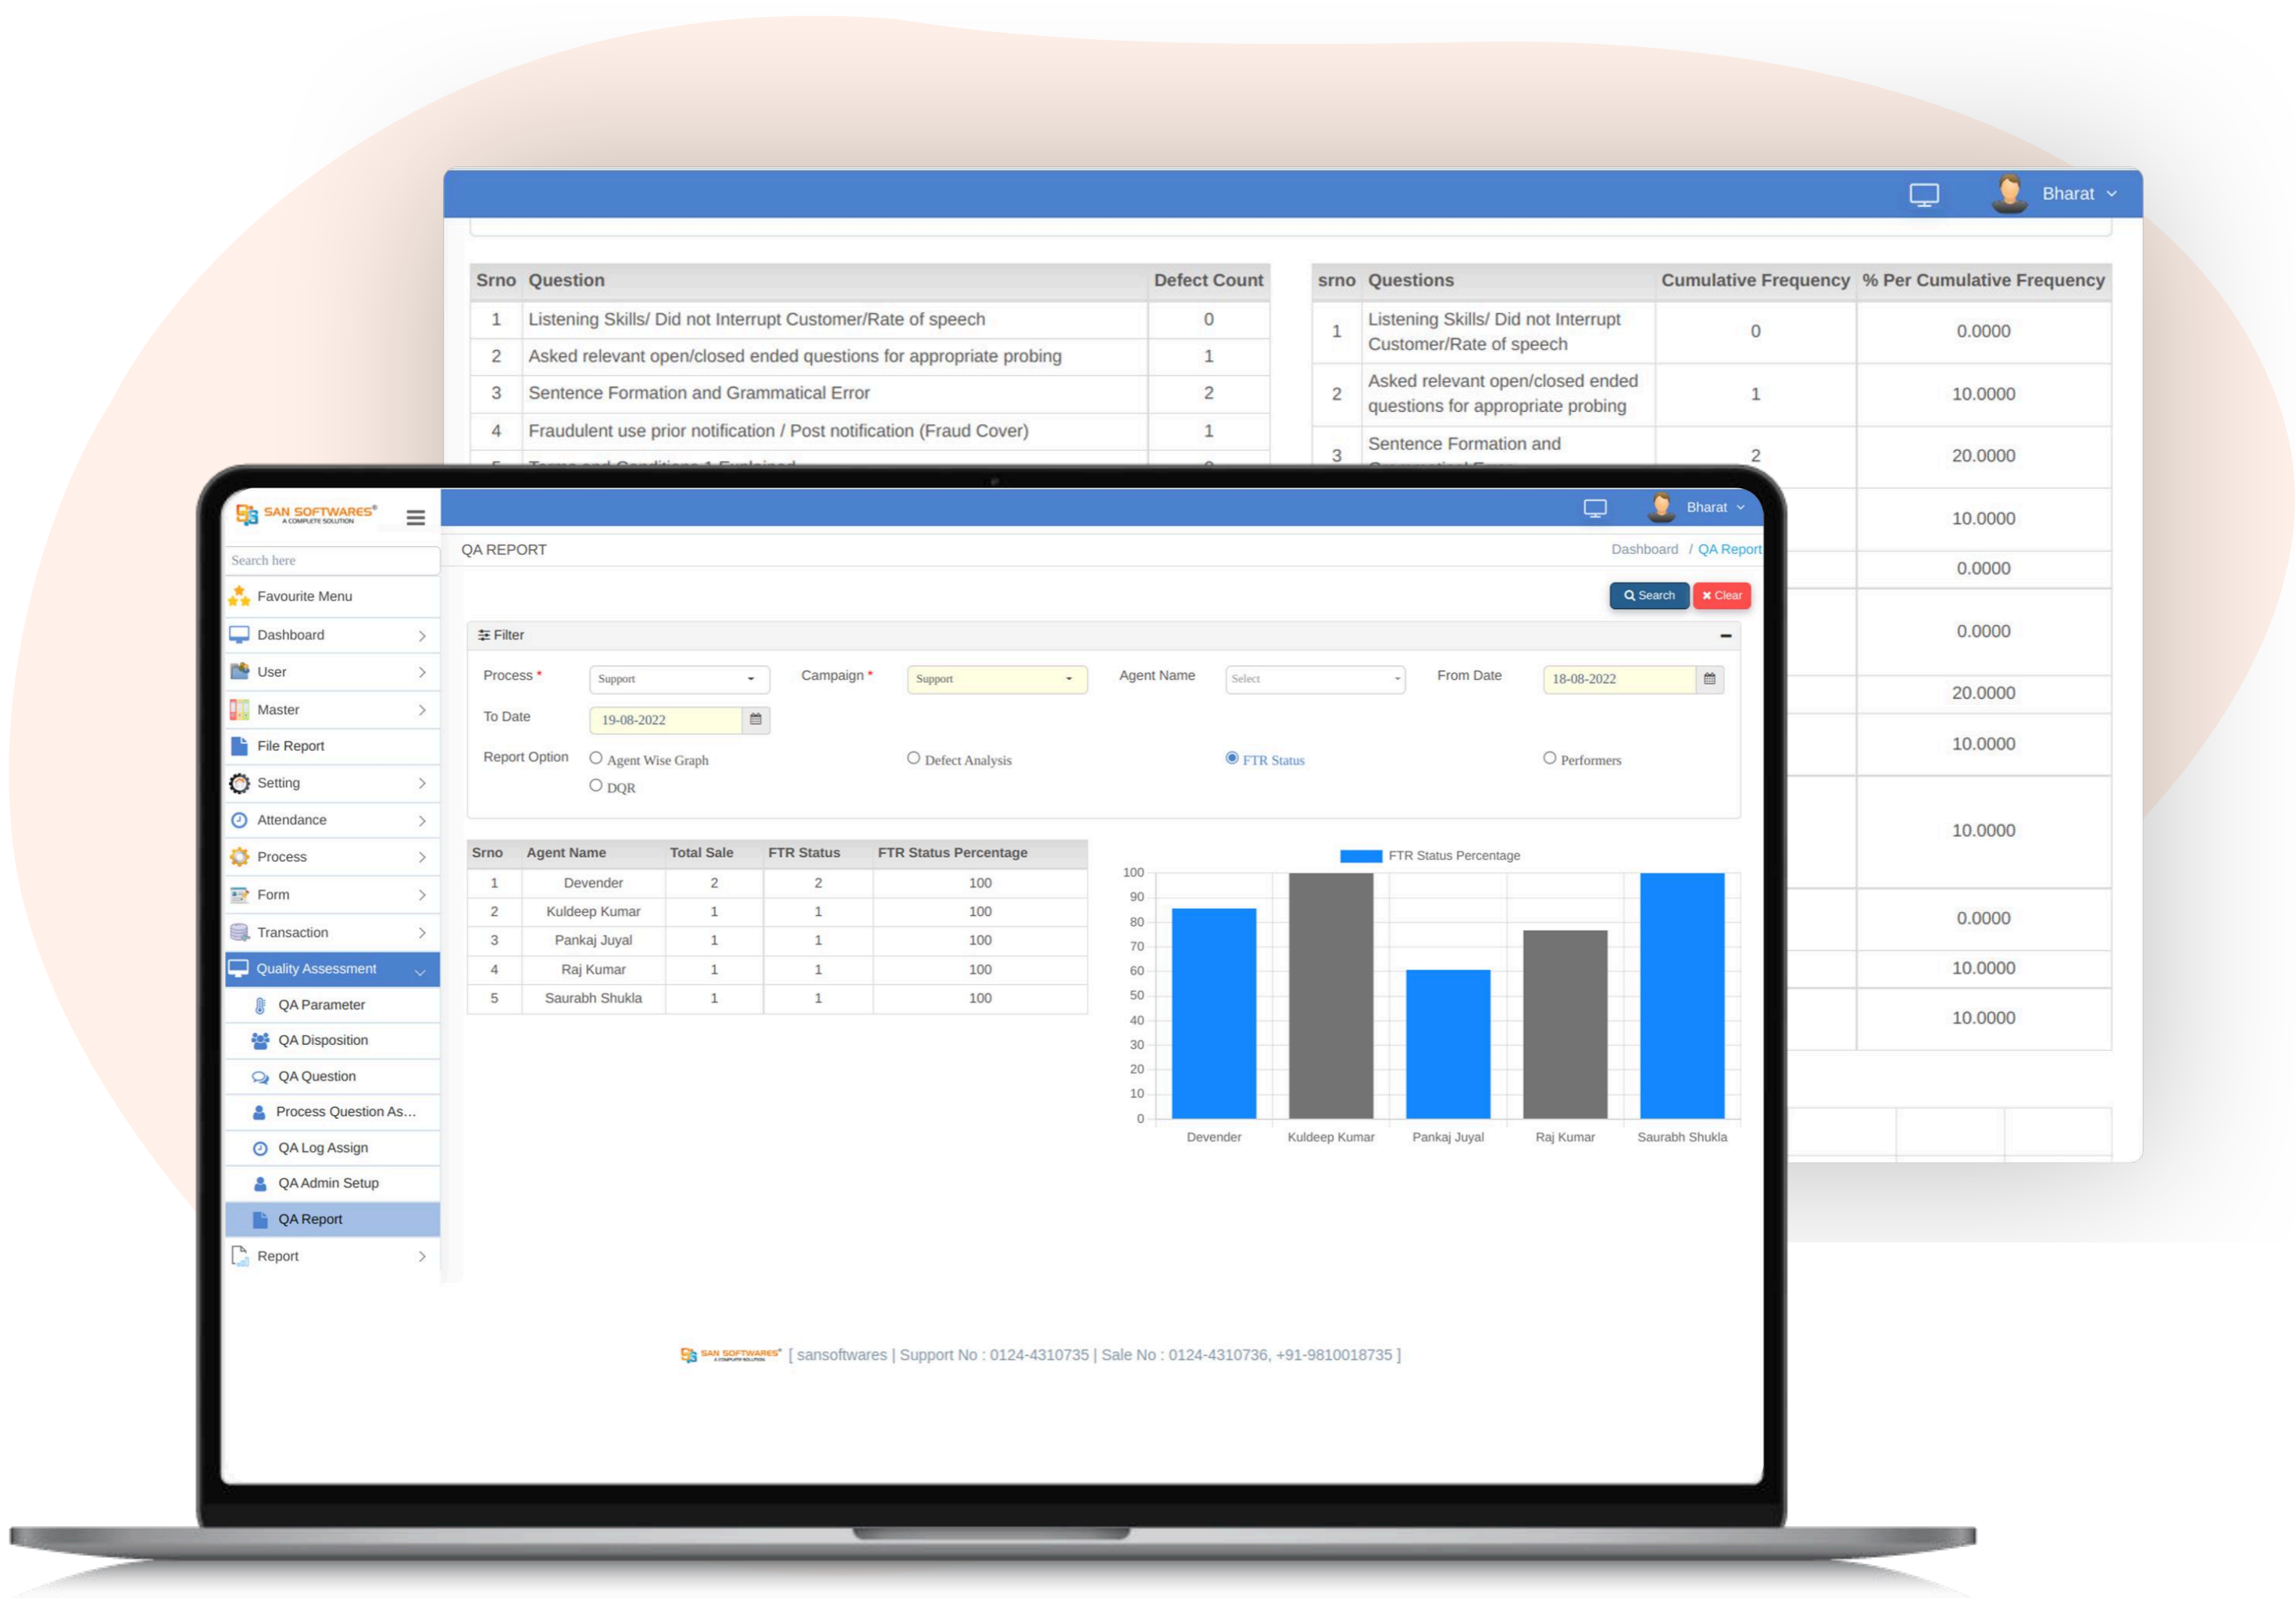 Bharat
Srno Question Defect Count
1 Listening Skills/ Did not Interrupt Customer/Rate of speech 0
2 Asked relevant open/closed ended questions for appropriate probing 1
3 Sentence Formation and Grammatical Error 2
4 Fraudulent use prior notification / Post notification (Fraud Cover) 1
srno Questions Cumulative Frequency % Per Cumulative Frequency
1 Listening Skills/ Did not Interrupt
Customer/Rate of speech 0 0.0000
2 Asked relevant open/closed ended
questions for appropriate probing 1 10.0000
3 Sentence Formation and
2 20.0000
10.0000
0.0000
0.0000
20.0000
10.0000
10.0000
0.0000
10.0000
10.0000
SAN SOFTWARES®
A COMPLETE SOLUTION
Bharat
Search here
Favourite Menu
Dashboard
User
Master
File Report
Setting
Attendance
Process
Form
Transaction
Quality Assessment
QA Parameter
QA Disposition
QA Question
Process Question As...
QA Log Assign
QA Admin Setup
QA Report
Report
QA REPORT
Dashboard / QA Report
Search Clear
Filter
Process * Support Campaign * Support Agent Name Select From Date 18-08-2022
To Date 19-08-2022
Report Option Agent Wise Graph Defect Analysis FTR Status Performers
DQR
Srno Agent Name Total Sale FTR Status FTR Status Percentage
1 Devender 2 2 100
2 Kuldeep Kumar 1 1 100
3 Pankaj Juyal 1 1 100
4 Raj Kumar 1 1 100
5 Saurabh Shukla 1 1 100
FTR Status Percentage
100
90
80
70
60
50
40
30
20
10
0
Devender Kuldeep Kumar Pankaj Juyal Raj Kumar Saurabh Shukla
SAN SOFTWARES® [ sansoftwares | Support No : 0124-4310735 | Sale No : 0124-4310736, +91-9810018735 ]
A COMPLETE SOLUTION